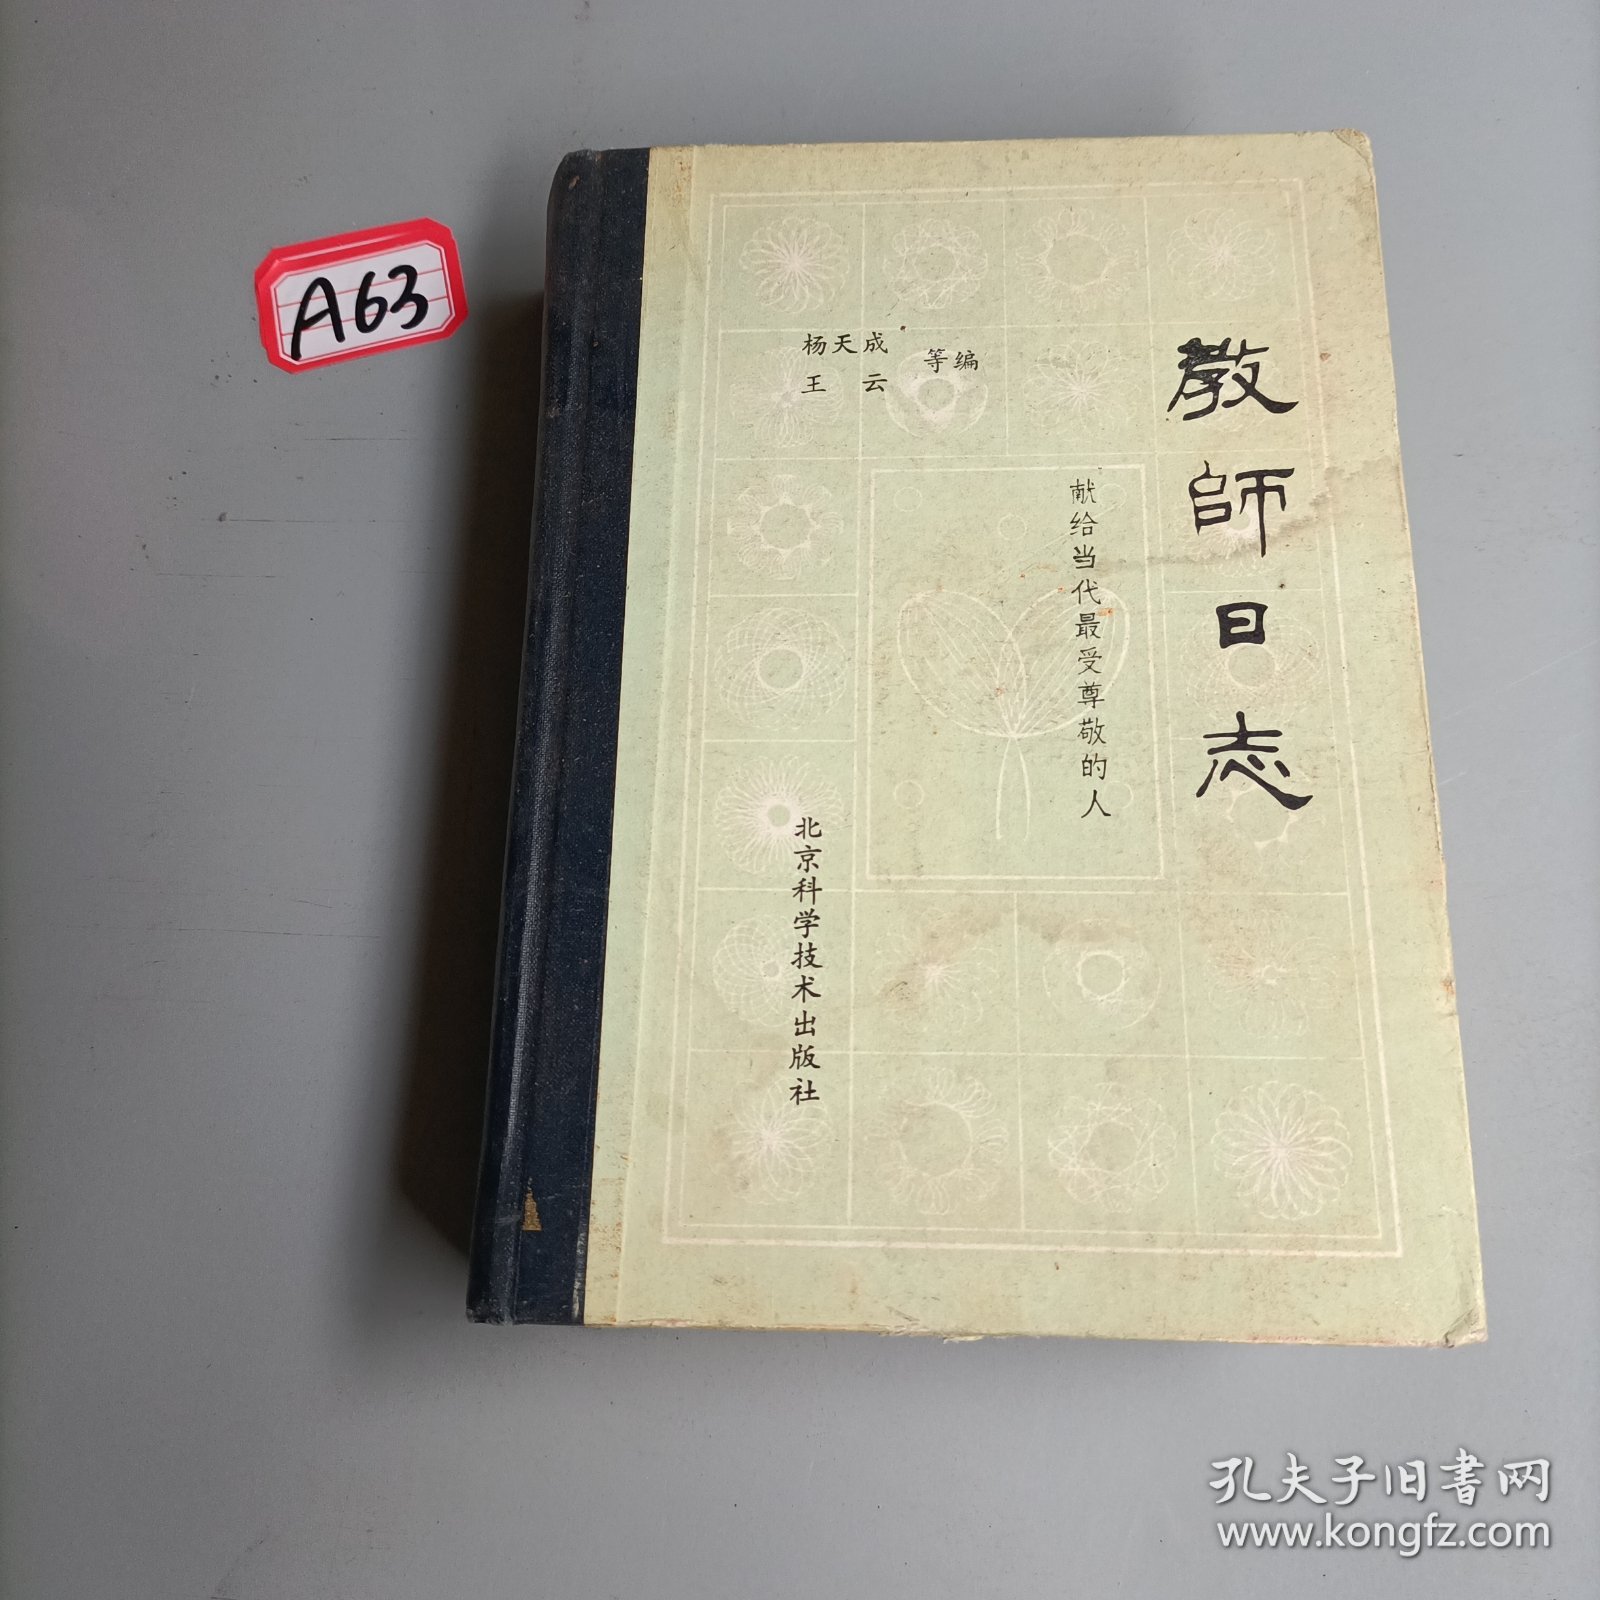 A63
教師日志
献给当代最受尊敬的人
杨天成
王云
等编
北京科学技术出版社
孔夫子旧书网
www.kongfz.com